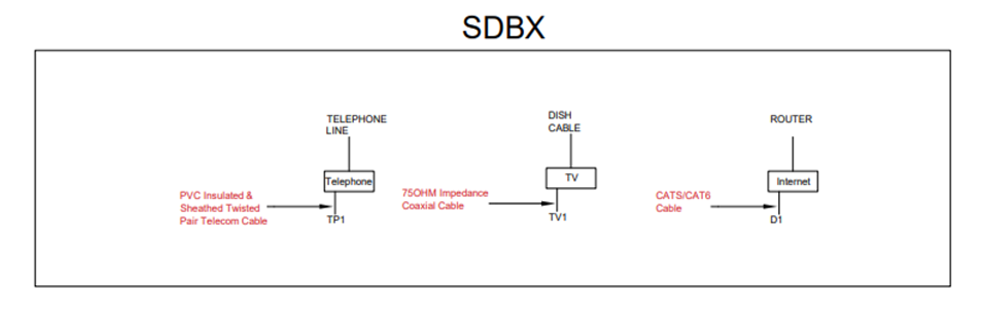 SDBX
TELEPHONE
LINE
Telephone
PVC Insulated &
Sheathed Twisted
Pair Telecom Cable
TP1
DISH
CABLE
TV
75OHM Impedance
Coaxial Cable
TV1
ROUTER
Internet
CATS/CAT6
Cable
D1